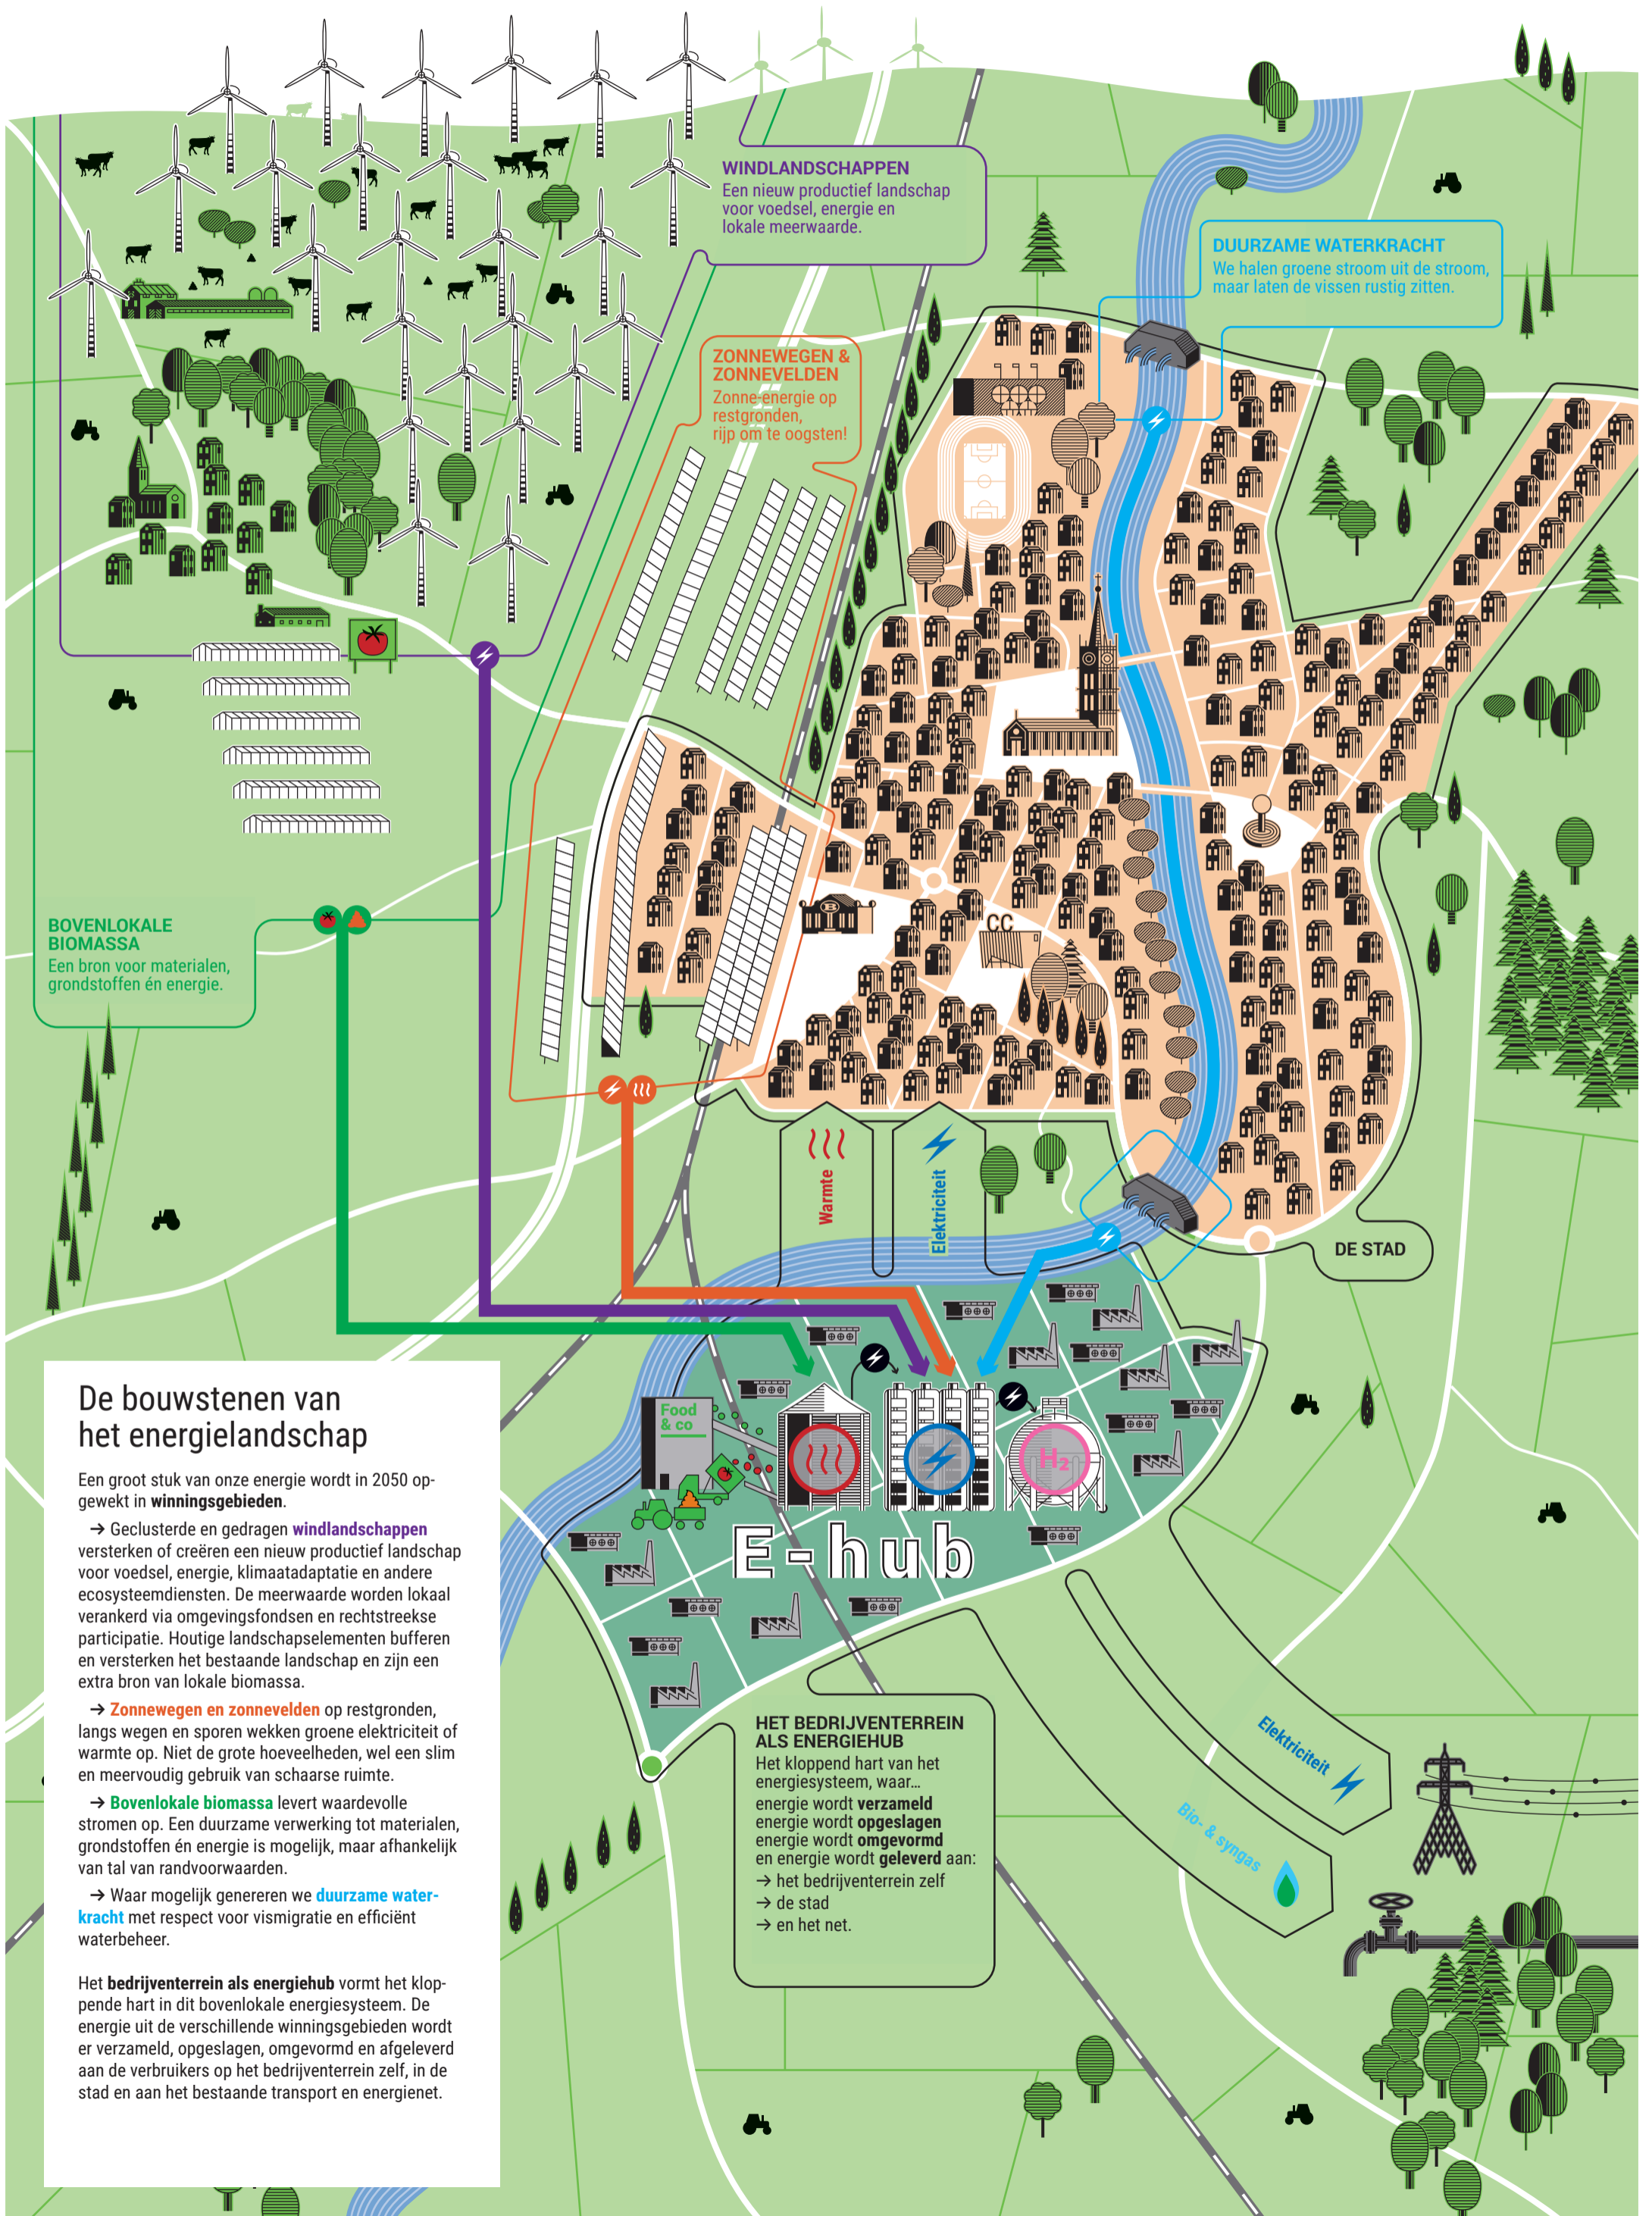 WINDLANDSCHAPPEN
Een nieuw productief landschap
voor voedsel, energie en
lokale meerwaarde.
DUURZAME WATERKRACHT
We halen groene stroom uit de stroom,
maar laten de vissen rustig zitten.
ZONNEWEGEN &
ZONNEVELDEN
Zonne-energie op
restgronden,
rijp om te oogsten!
B
CC
BOVENLOKALE
BIOMASSA
Een bron voor materialen,
grondstoffen én energie.
Warmte
Elektriciteit
DE STAD
Food
& co
H₂
E-hub
De bouwstenen van
het energielandschap
Een groot stuk van onze energie wordt in 2050 op-
gewekt in winningsgebieden.
→ Geclusterde en gedragen windlandschappen
versterken of creëren een nieuw productief landschap
voor voedsel, energie, klimaatadaptatie en andere
ecosysteemdiensten. De meerwaarde worden lokaal
verankerd via omgevingsfondsen en rechtstreekse
participatie. Houtige landschapselementen bufferen
en versterken het bestaande landschap en zijn een
extra bron van lokale biomassa.
→ Zonnewegen en zonnevelden op restgronden,
langs wegen en sporen wekken groene elektriciteit of
warmte op. Niet de grote hoeveelheden, wel een slim
en meervoudig gebruik van schaarse ruimte.
→ Bovenlokale biomassa levert waardevolle
stromen op. Een duurzame verwerking tot materialen,
grondstoffen én energie is mogelijk, maar afhankelijk
van tal van randvoorwaarden.
→ Waar mogelijk genereren we duurzame water-
kracht met respect voor vismigratie en efficiënt
waterbeheer.
Het bedrijventerrein als energiehub vormt het klop-
pende hart in dit bovenlokale energiesysteem. De
energie uit de verschillende winningsgebieden wordt
er verzameld, opgeslagen, omgevormd en afgeleverd
aan de verbruikers op het bedrijventerrein zelf, in de
stad en aan het bestaande transport en energienet.
HET BEDRIJVENTERREIN
ALS ENERGIEHUB
Het kloppend hart van het
energiesysteem, waar…
energie wordt verzameld
energie wordt opgeslagen
energie wordt omgevormd
en energie wordt geleverd aan:
→ het bedrijventerrein zelf
→ de stad
→ en het net.
Elektriciteit
Bio- & syngas